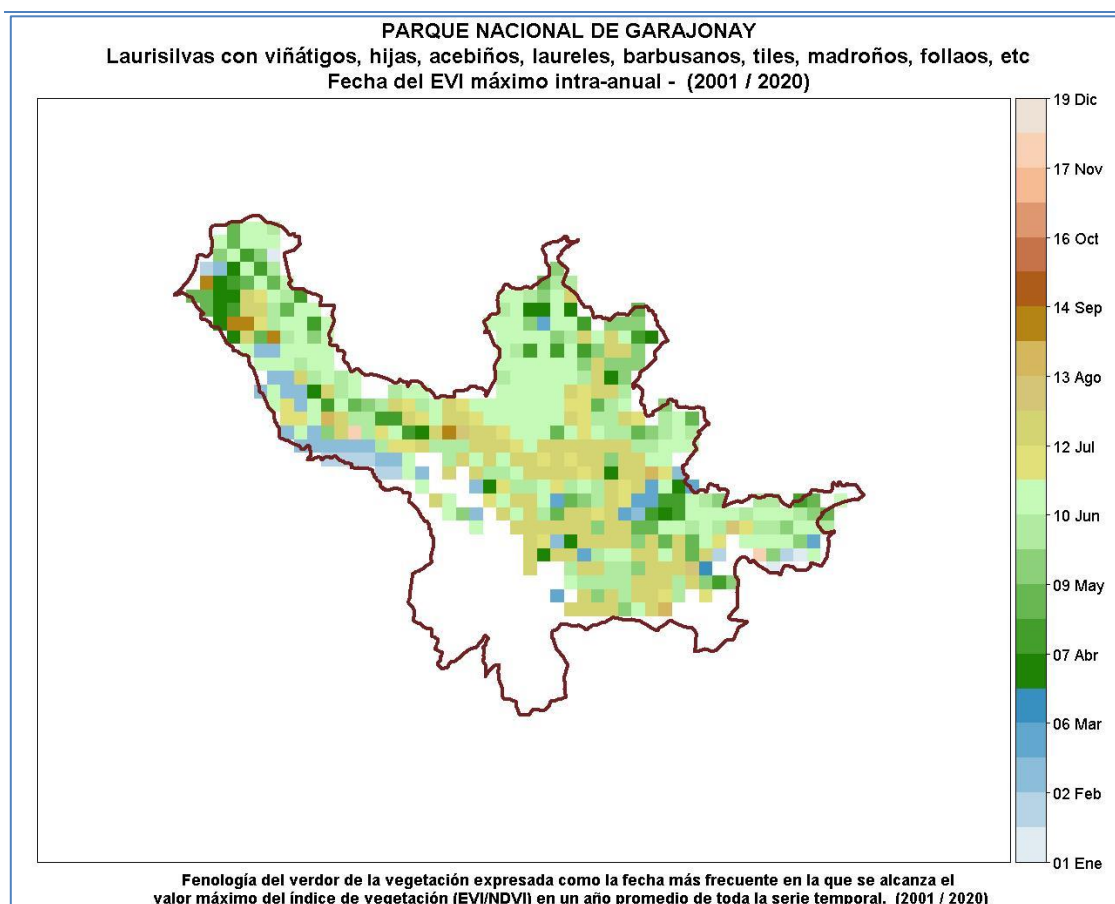 PARQUE NACIONAL DE GARAJONAY
Laurisilvas con viñátigos, hijas, acebiños, laureles, barbusanos, tiles, madroños, follaos, etc
Fecha del EVI máximo intra-anual - (2001 / 2020)
19 Dic
17 Nov
16 Oct
14 Sep
13 Ago
12 Jul
10 Jun
09 May
07 Abr
06 Mar
02 Feb
01 Ene
Fenología del verdor de la vegetación expresada como la fecha más frecuente en la que se alcanza el
valor máximo del índice de vegetación (EVI/NDVI) en un año promedio de toda la serie temporal. (2001 / 2020)